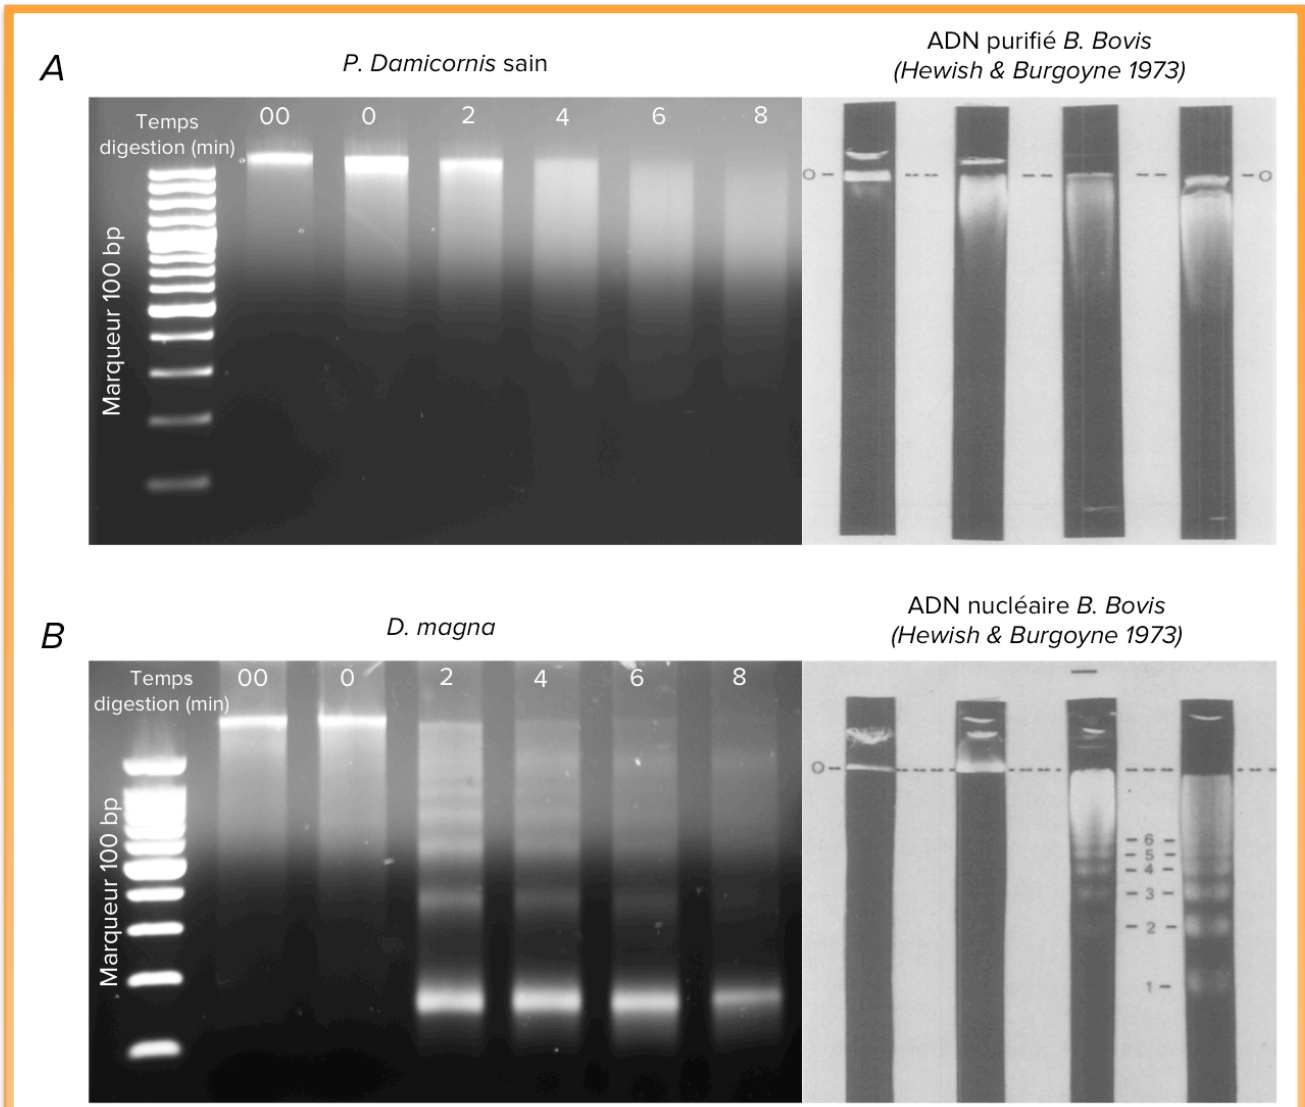 A
P. Damicornis sain
ADN purifié B. Bovis
(Hewish & Burgoyne 1973)
Temps
digestion (min)
00 0 2 4 6 8
Marqueur 100 bp
O O
B
D. magna
ADN nucléaire B. Bovis
(Hewish & Burgoyne 1973)
Temps
digestion (min)
00 0 2 4 6 8
Marqueur 100 bp
O
6
5
4
3
2
1